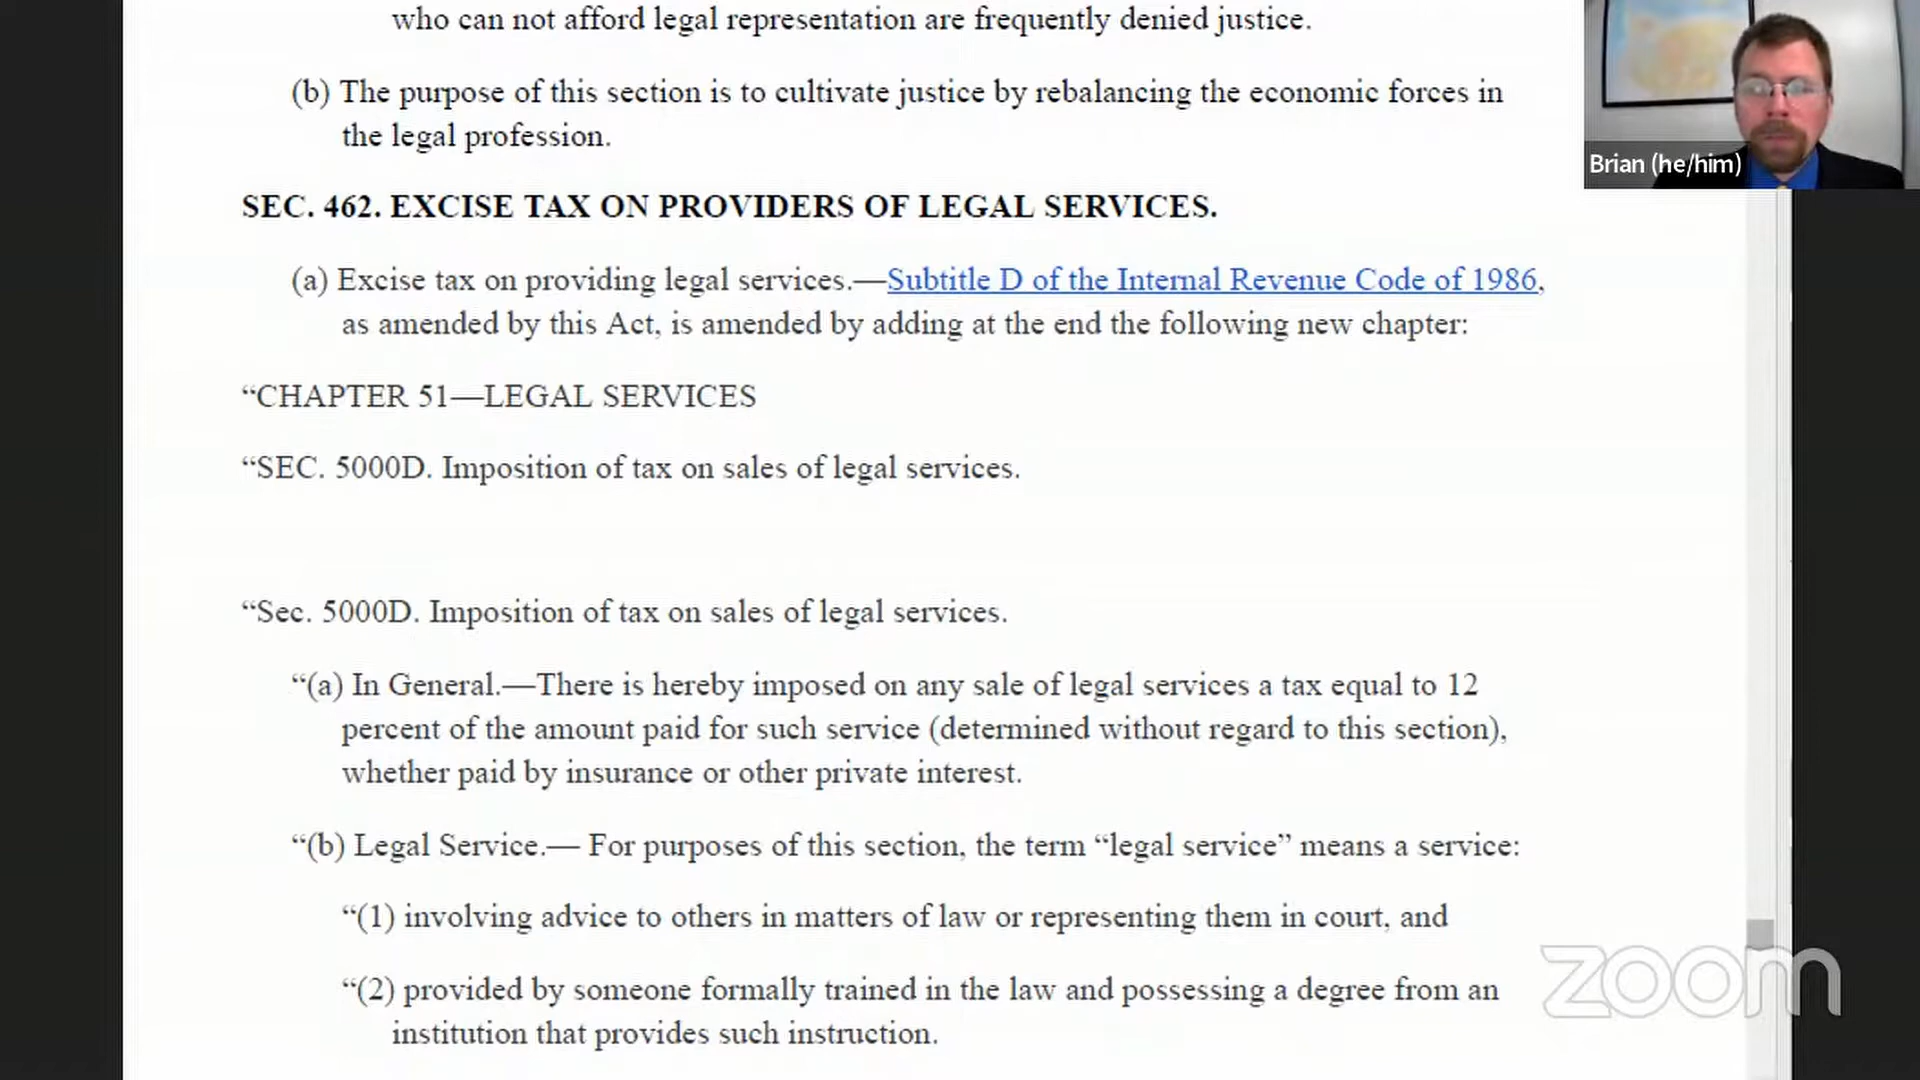 who can not afford legal representation are frequently denied justice.
(b) The purpose of this section is to cultivate justice by rebalancing the economic forces in
the legal profession.
Brian (he/him)
SEC. 462. EXCISE TAX ON PROVIDERS OF LEGAL SERVICES.
(a) Excise tax on providing legal services.—Subtitle D of the Internal Revenue Code of 1986,
as amended by this Act, is amended by adding at the end the following new chapter:
“CHAPTER 51—LEGAL SERVICES
“SEC. 5000D. Imposition of tax on sales of legal services.
“Sec. 5000D. Imposition of tax on sales of legal services.
“(a) In General.—There is hereby imposed on any sale of legal services a tax equal to 12
percent of the amount paid for such service (determined without regard to this section),
whether paid by insurance or other private interest.
“(b) Legal Service.— For purposes of this section, the term “legal service” means a service:
“(1) involving advice to others in matters of law or representing them in court, and
“(2) provided by someone formally trained in the law and possessing a degree from an
institution that provides such instruction.
zoom